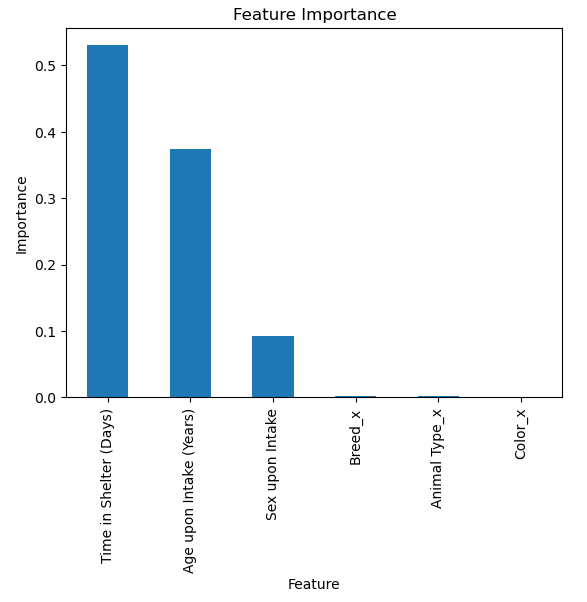 Feature Importance
Importance
0.5
0.4
0.3
0.2
0.1
0.0
Time in Shelter (Days)
Age upon Intake (Years)
Sex upon Intake
Breed_x
Animal Type_x
Color_x
Feature